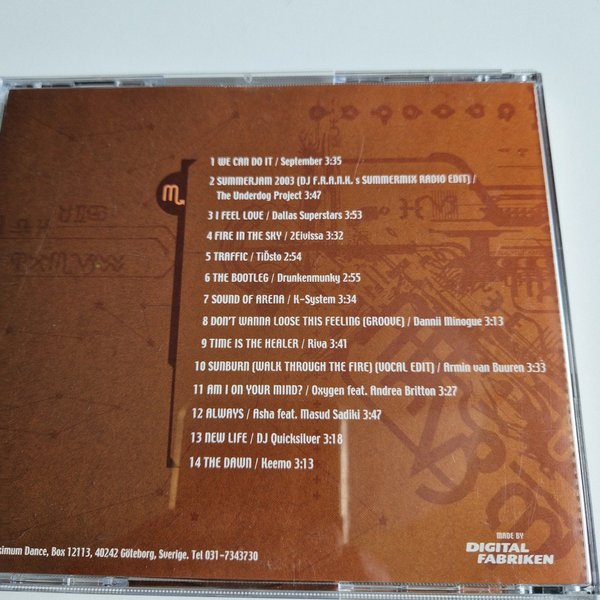 m.
1 WE CAN DO IT / September 3:35
2 SUMMERJAM 2003 (DJ F.R.A.N.K. s SUMMERMIX RADIO EDIT) /
The Underdog Project 3:47
3 I FEEL LOVE / Dallas Superstars 3:53
4 FIRE IN THE SKY / 2Eivissa 3:32
5 TRAFFIC / TiĎsto 2:54
6 THE BOOTLEG / Drunkenmunky 2:55
7 SOUND OF ARENA / K-System 3:34
8 DON'T WANNA LOOSE THIS FEELING (GROOVE) / Dannii Minogue 3:13
9 TIME IS THE HEALER / Riva 3:41
10 SUNBURN (WALK THROUGH THE FIRE) (VOCAL EDIT) / Armin van Buuren 3:33
11 AM I ON YOUR MIND? / Oxygen feat. Andrea Britton 3:27
12 ALWAYS / Asha feat. Masud Sadiki 3:47
13 NEW LIFE / DJ Quicksilver 3:18
14 THE DAWN / Keemo 3:13
ximum Dance, Box 12113, 40242 Göteborg, Sverige. Tel 031-7343730
MADE BY
DIGITAL
FABRIKEN